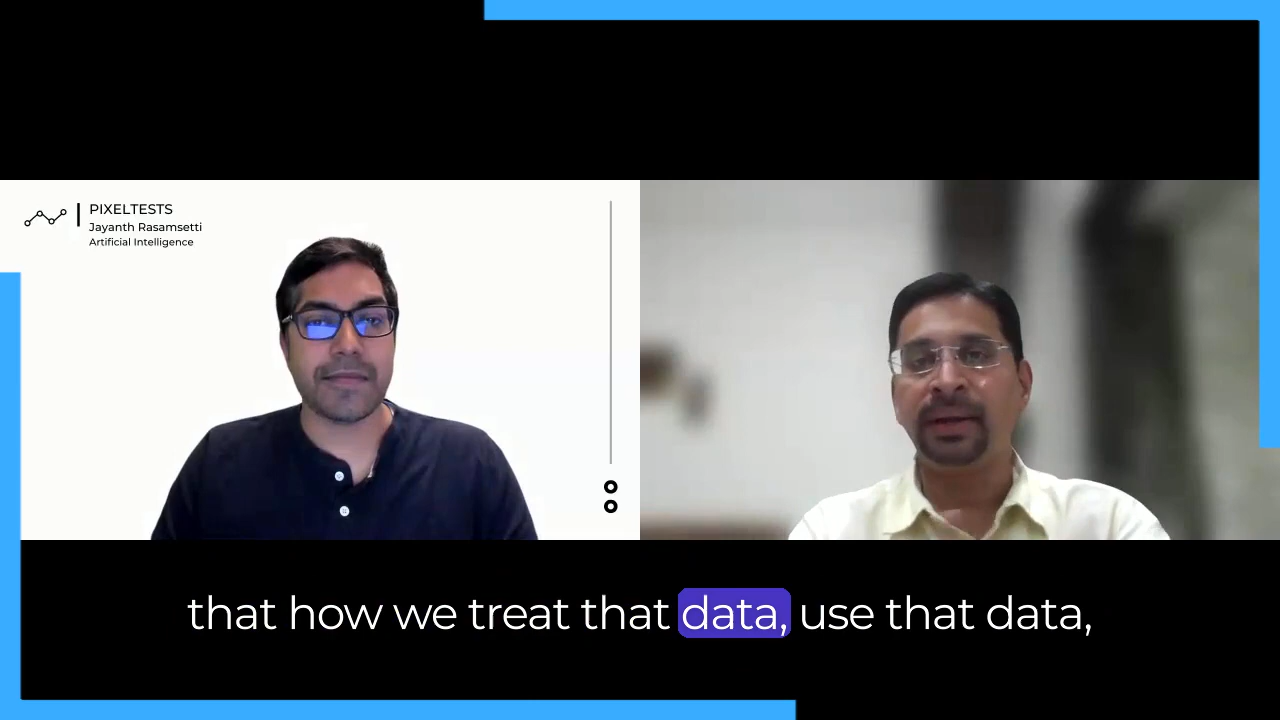 PIXELTESTS
Jayanth Rasamsetti
Artificial Intelligence
that how we treat that data, use that data,